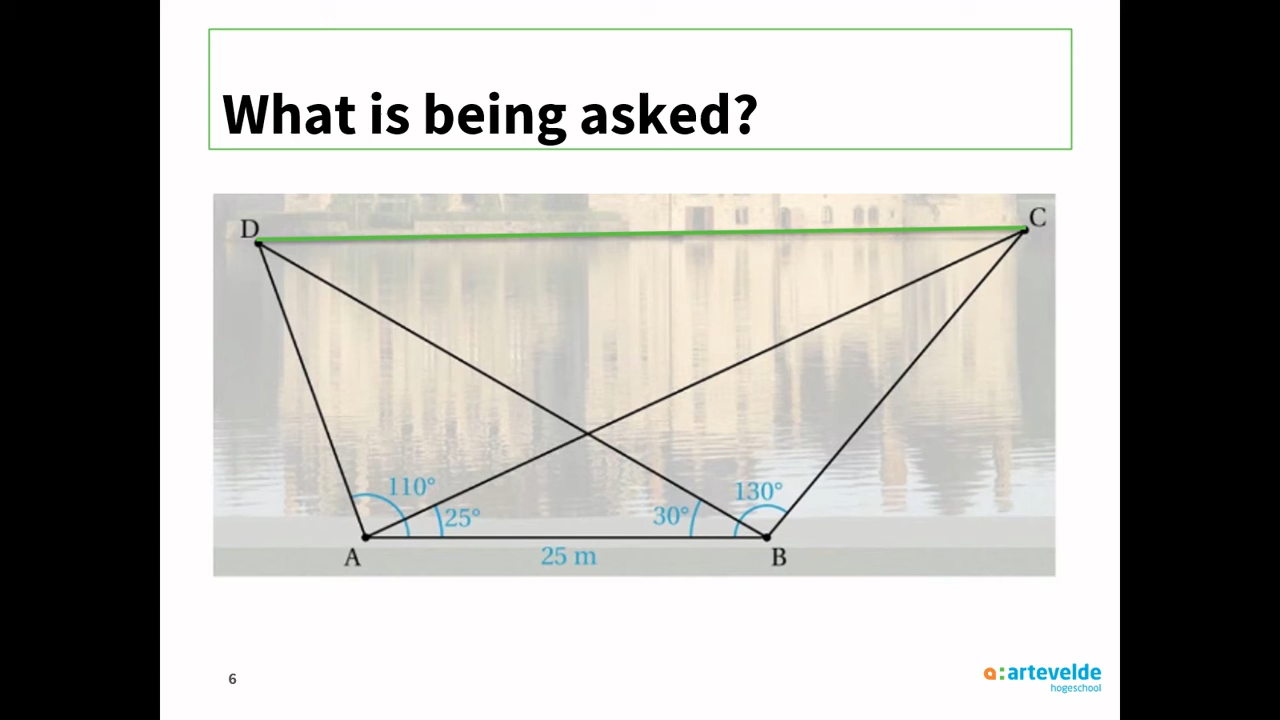 What is being asked?
D
C
110°
25°
30°
130°
A
25 m
B
6
a:artevelde
hogeschool